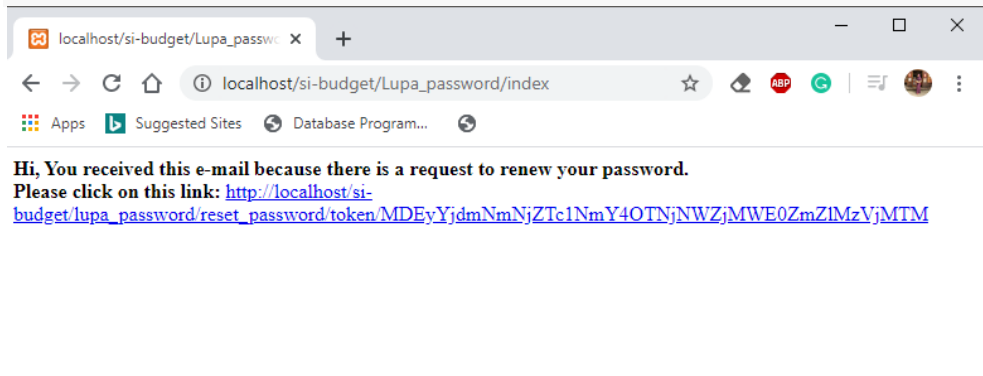 localhost/si-budget/Lupa_passwo
localhost/si-budget/Lupa_password/index
ABP
Apps
Suggested Sites
Database Program...
Hi, You received this e-mail because there is a request to renew your password.
Please click on this link: http://localhost/si-
budget/lupa_password/reset_password/token/MDEyYjdmNmNjZTc1NmY4OTNjNWZjMWE0ZmZlMzVjMTM